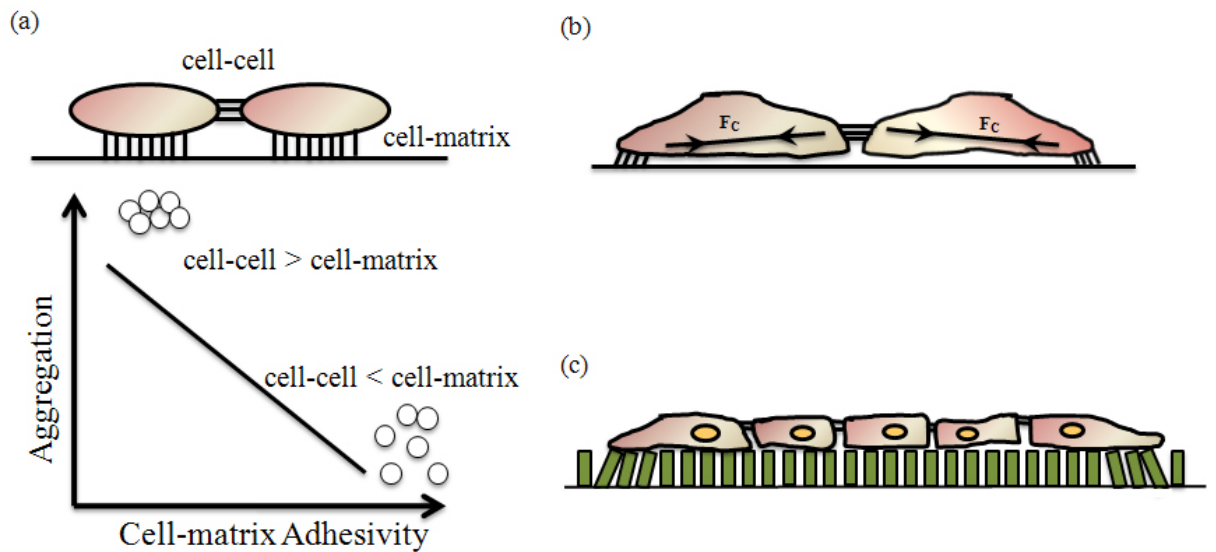 (a)
cell-cell
cell-matrix
cell-cell > cell-matrix
cell-cell < cell-matrix
Aggregation
Cell-matrix Adhesivity
(b)
FC
FC
(c)